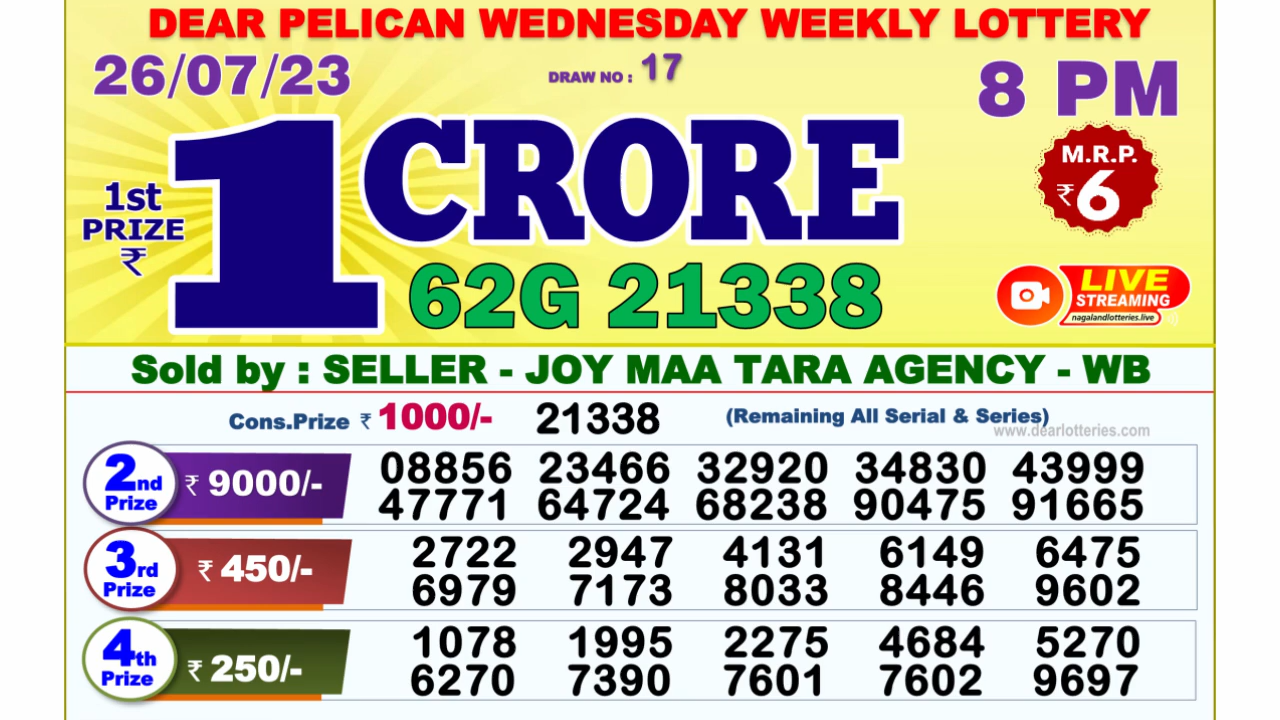 DEAR PELICAN WEDNESDAY WEEKLY LOTTERY
26/07/23
DRAW NO : 17
8 PM
1st PRIZE ₹
1 CRORE
M.R.P.
₹ 6
62G 21338
LIVE
STREAMING
nagalandlotteries.live
Sold by : SELLER - JOY MAA TARA AGENCY - WB
Cons.Prize ₹ 1000/- 21338 (Remaining All Serial & Series)
www.dearlotteries.com
2nd Prize ₹ 9000/-
08856 23466 32920 34830 43999
47771 64724 68238 90475 91665
3rd Prize ₹ 450/-
2722 2947 4131 6149 6475
6979 7173 8033 8446 9602
4th Prize ₹ 250/-
1078 1995 2275 4684 5270
6270 7390 7601 7602 9697